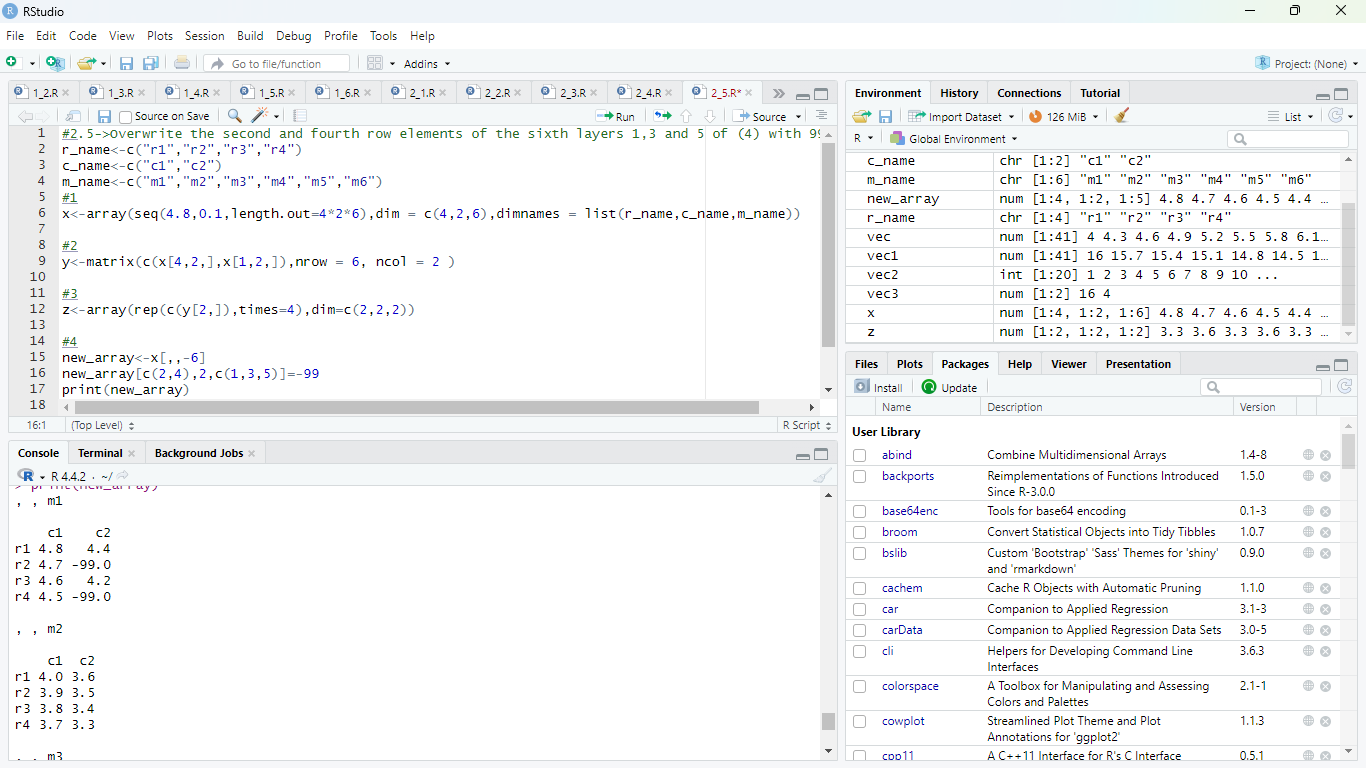 RStudio
File Edit Code View Plots Session Build Debug Profile Tools Help
Go to file/function Addins Project: (None)
1_2.R 1_3.R 1_4.R 1_5.R 1_6.R 2_1.R 2_2.R 2_3.R 2_4.R 2_5.R*
Source on Save Run Source
1 #2.5->Overwrite the second and fourth row elements of the sixth layers 1,3 and 5 of (4) with 99
2 r_name<-c("r1","r2","r3","r4")
3 c_name<-c("c1","c2")
4 m_name<-c("m1","m2","m3","m4","m5","m6")
5 #1
6 x<-array(seq(4.8,0.1,length.out=4*2*6),dim = c(4,2,6),dimnames = list(r_name,c_name,m_name))
7
8 #2
9 y<-matrix(c(x[4,2,],x[1,2,]),nrow = 6, ncol = 2 )
10
11 #3
12 z<-array(rep(c(y[2,]),times=4),dim=c(2,2,2))
13
14 #4
15 new_array<-x[,,-6]
16 new_array[c(2,4),2,c(1,3,5)]=-99
17 print(new_array)
18
16:1 (Top Level) R Script
Console Terminal Background Jobs
R 4.4.2 · ~/
> print(new_array)
, , m1
c1 c2
r1 4.8 4.4
r2 4.7 -99.0
r3 4.6 4.2
r4 4.5 -99.0
, , m2
c1 c2
r1 4.0 3.6
r2 3.9 3.5
r3 3.8 3.4
r4 3.7 3.3
, , m3
Environment History Connections Tutorial
Import Dataset 126 MiB List
R Global Environment
c_name chr [1:2] "c1" "c2"
m_name chr [1:6] "m1" "m2" "m3" "m4" "m5" "m6"
new_array num [1:4, 1:2, 1:5] 4.8 4.7 4.6 4.5 4.4 …
r_name chr [1:4] "r1" "r2" "r3" "r4"
vec num [1:41] 4 4.3 4.6 4.9 5.2 5.5 5.8 6.1…
vec1 num [1:41] 16 15.7 15.4 15.1 14.8 14.5 1…
vec2 int [1:20] 1 2 3 4 5 6 7 8 9 10 ...
vec3 num [1:2] 16 4
x num [1:4, 1:2, 1:6] 4.8 4.7 4.6 4.5 4.4 …
z num [1:2, 1:2, 1:2] 3.3 3.6 3.3 3.6 3.3 …
Files Plots Packages Help Viewer Presentation
Install Update
Name Description Version
User Library
abind Combine Multidimensional Arrays 1.4-8
backports Reimplementations of Functions Introduced 1.5.0
Since R-3.0.0
base64enc Tools for base64 encoding 0.1-3
broom Convert Statistical Objects into Tidy Tibbles 1.0.7
bslib Custom 'Bootstrap' 'Sass' Themes for 'shiny' 0.9.0
and 'rmarkdown'
cachem Cache R Objects with Automatic Pruning 1.1.0
car Companion to Applied Regression 3.1-3
carData Companion to Applied Regression Data Sets 3.0-5
cli Helpers for Developing Command Line 3.6.3
Interfaces
colorspace A Toolbox for Manipulating and Assessing 2.1-1
Colors and Palettes
cowplot Streamlined Plot Theme and Plot 1.1.3
Annotations for 'ggplot2'
cpp11 A C++11 Interface for R's C Interface 0.5.1